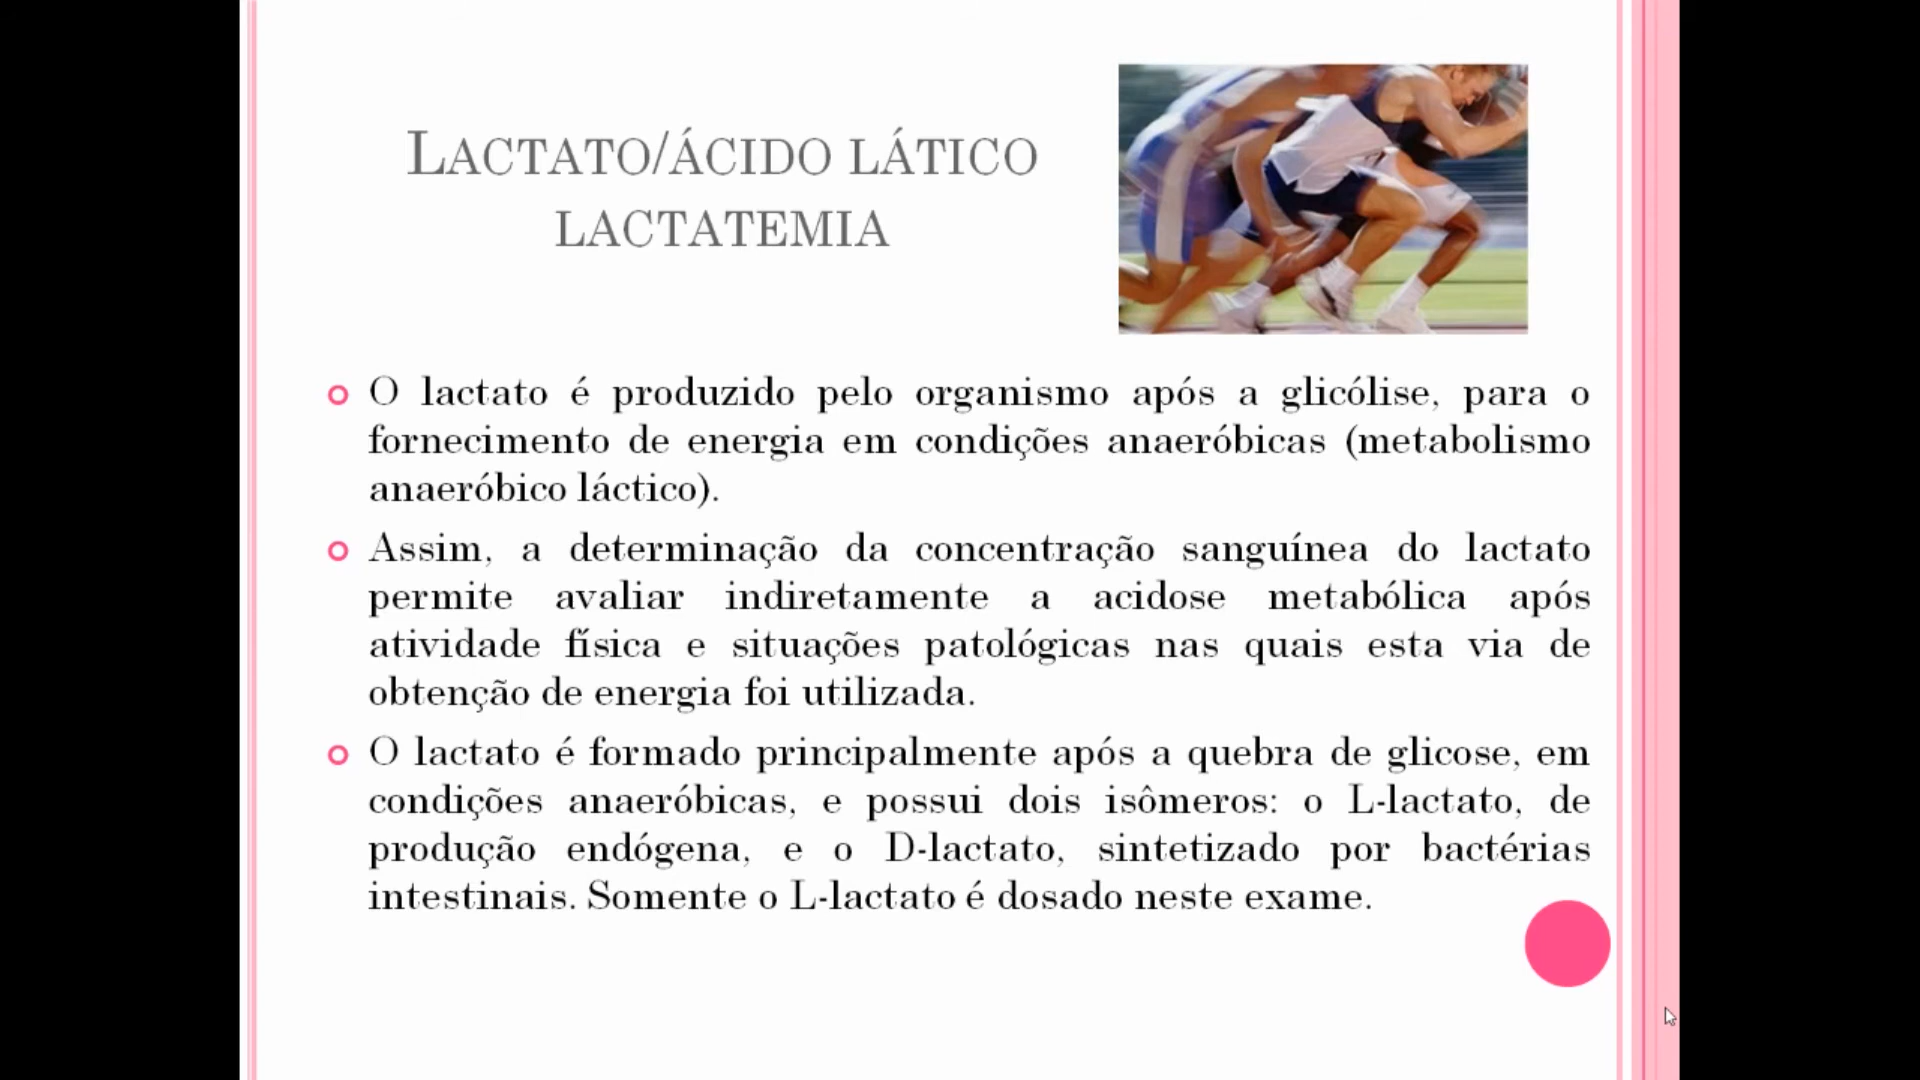 LACTATO/ÁCIDO LÁTICO
LACTATEMIA
O lactato é produzido pelo organismo após a glicólise, para o
fornecimento de energia em condições anaeróbicas (metabolismo
anaeróbico láctico).
Assim, a determinação da concentração sanguínea do lactato
permite avaliar indiretamente a acidose metabólica após
atividade física e situações patológicas nas quais esta via de
obtenção de energia foi utilizada.
O lactato é formado principalmente após a quebra de glicose, em
condições anaeróbicas, e possui dois isômeros: o L-lactato, de
produção endógena, e o D-lactato, sintetizado por bactérias
intestinais. Somente o L-lactato é dosado neste exame.